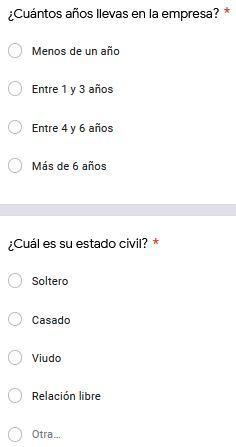 ¿Cuántos años llevas en la empresa? *
Menos de un año
Entre 1 y 3 años
Entre 4 y 6 años
Más de 6 años
¿Cuál es su estado civil? *
Soltero
Casado
Viudo
Relación libre
Otra...